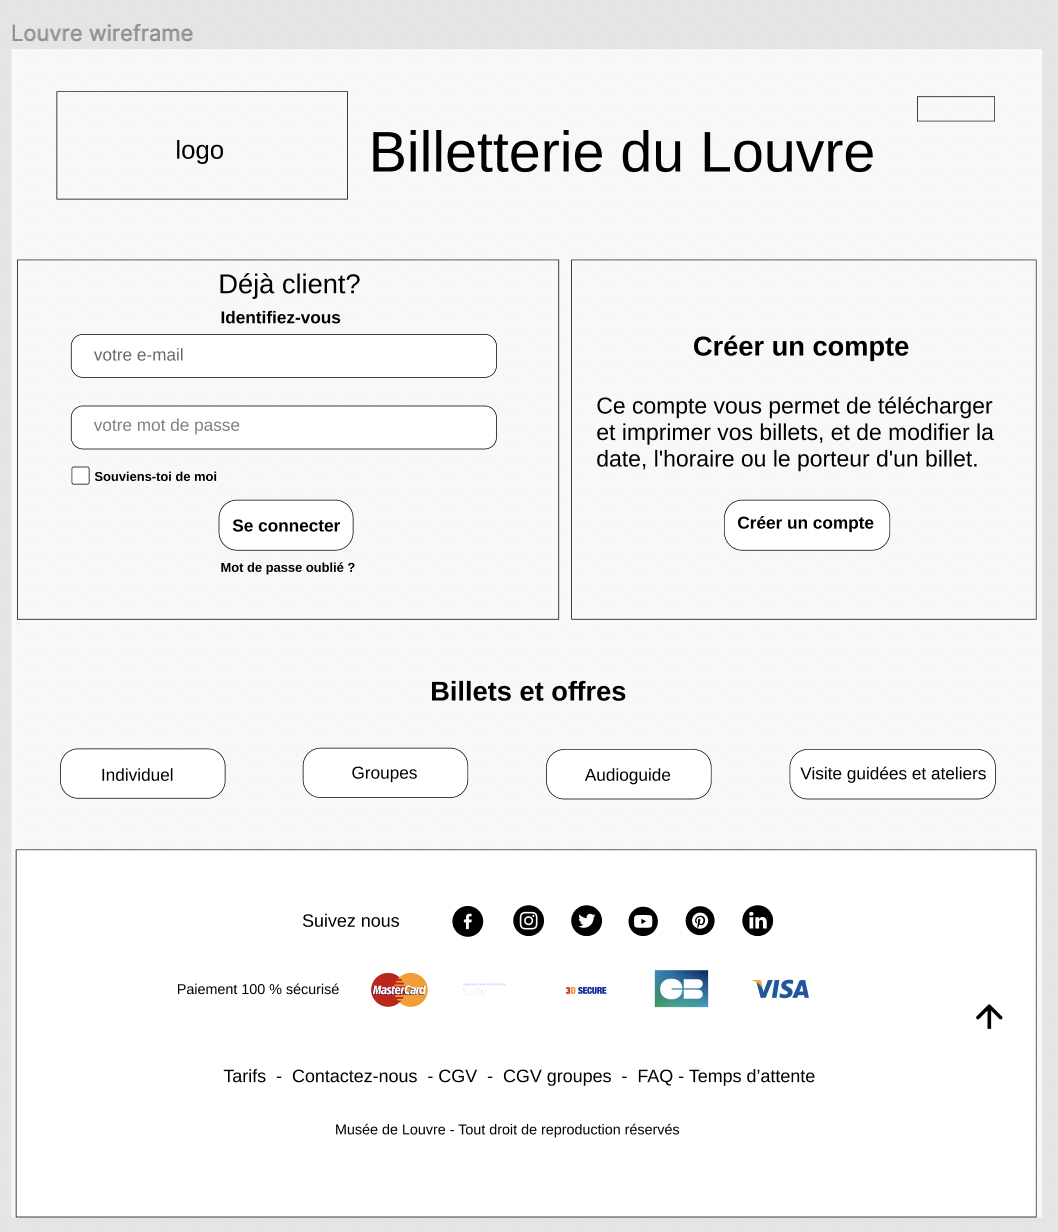 Louvre wireframe
logo
Billetterie du Louvre
Déjà client?
Identifiez-vous
votre e-mail
votre mot de passe
Souviens-toi de moi
Se connecter
Mot de passe oublié ?
Créer un compte
Ce compte vous permet de télécharger
et imprimer vos billets, et de modifier la
date, l'horaire ou le porteur d'un billet.
Créer un compte
Billets et offres
Individuel
Groupes
Audioguide
Visite guidées et ateliers
Suivez nous
Paiement 100 % sécurisé
MasterCard
3D SECURE
CB
VISA
Tarifs - Contactez-nous - CGV - CGV groupes - FAQ - Temps d’attente
Musée de Louvre - Tout droit de reproduction réservés